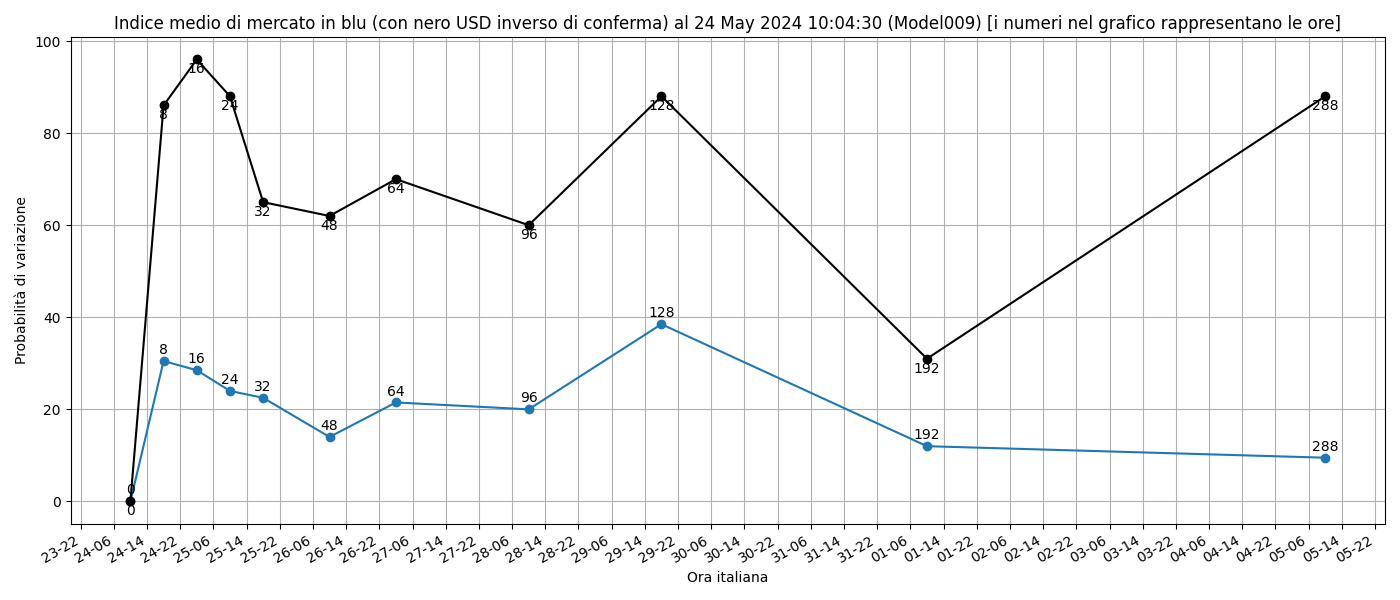 Indice medio di mercato in blu (con nero USD inverso di conferma) al 24 May 2024 10:04:30 (Model009) [i numeri nel grafico rappresentano le ore]
Probabilità di variazione
100
80
60
40
20
0
0 8 16 24 32 48 64 96 128 192 288
0 8 16 24 32 48 64 96 128 192 288
23-22 24-06 24-14 24-22 25-06 25-14 25-22 26-06 26-14 26-22 27-06 27-14 27-22 28-06 28-14 28-22 29-06 29-14 29-22 30-06 30-14 30-22 31-06 31-14 31-22 01-06 01-14 01-22 02-06 02-14 02-22 03-06 03-14 03-22 04-06 04-14 04-22 05-06 05-14 05-22
Ora italiana